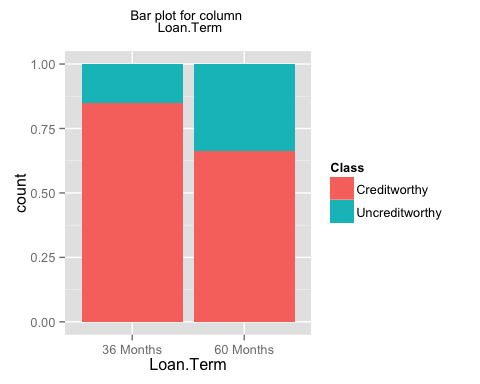 Bar plot for column
Loan.Term
1.00
0.75
0.50
0.25
0.00
count
36 Months
60 Months
Loan.Term
Class
Creditworthy
Uncreditworthy